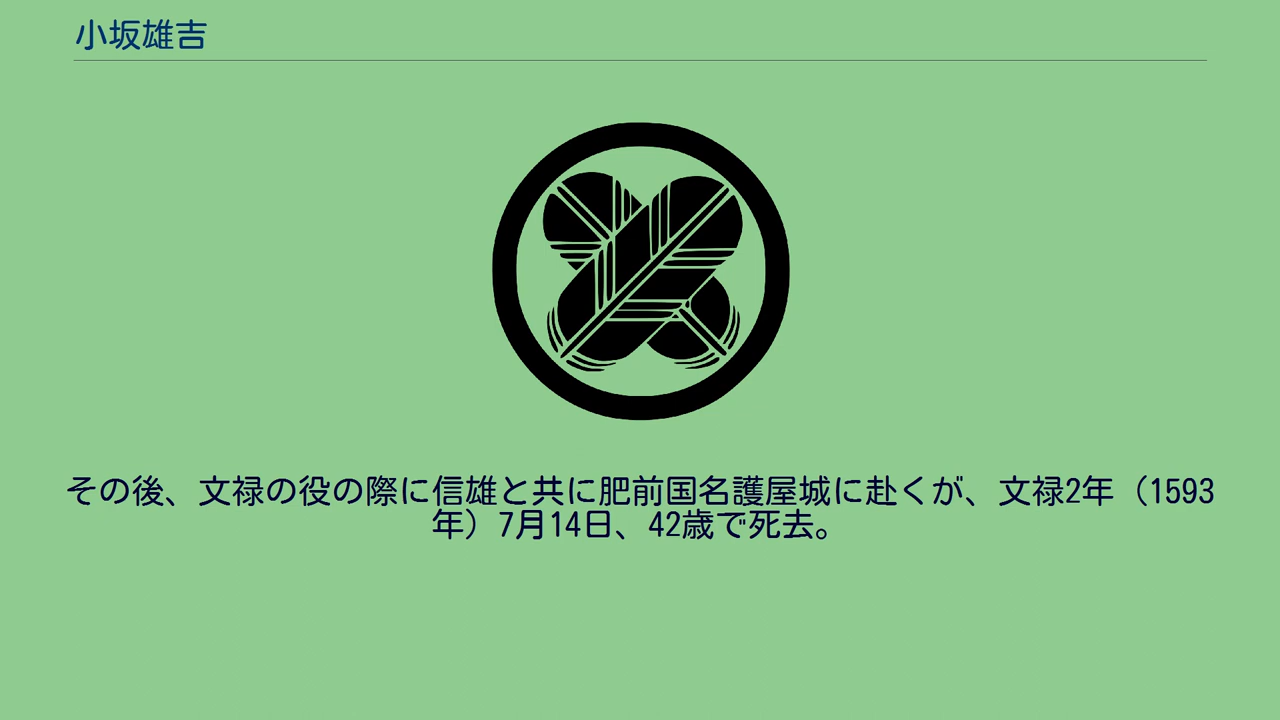 小坂雄吉
その後、文禄の役の際に信雄と共に肥前国名護屋城に赴くが、文禄2年（1593
年）7月14日、42歳で死去。